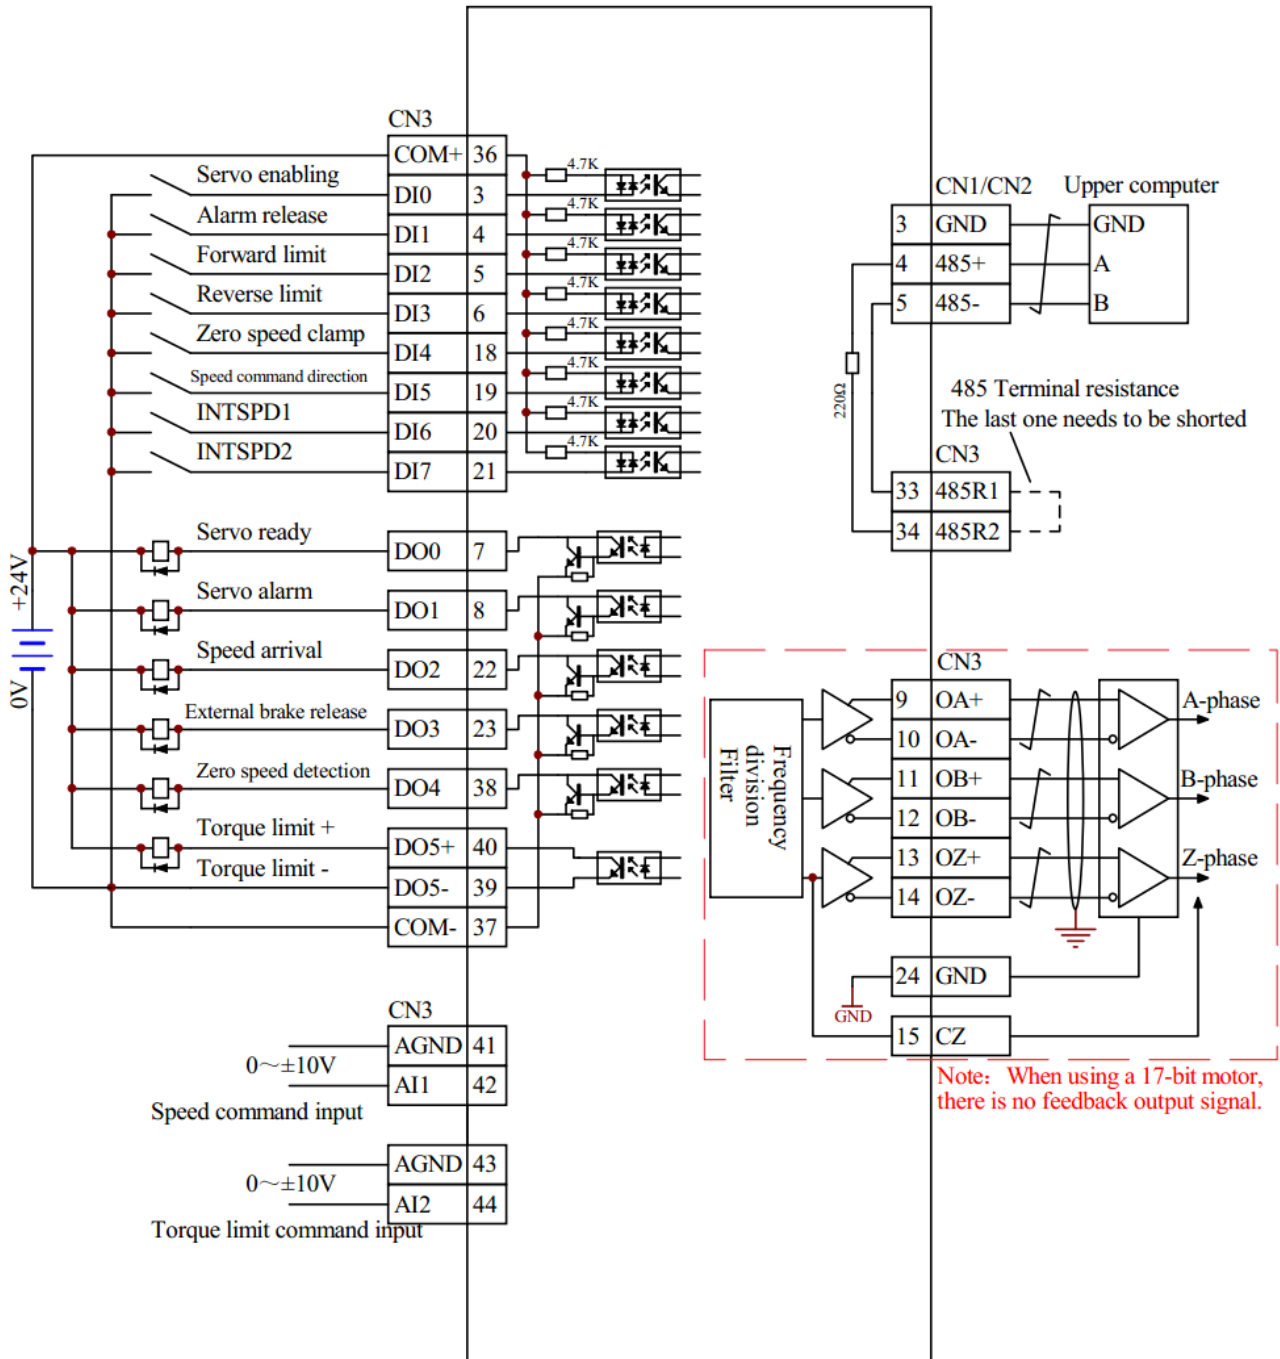 CN3
COM+ 36
4.7K
Servo enabling
DI0 3
4.7K
Alarm release
DI1 4
4.7K
Forward limit
DI2 5
4.7K
Reverse limit
DI3 6
4.7K
Zero speed clamp
DI4 18
4.7K
Speed command direction
DI5 19
4.7K
INTSPD1
DI6 20
4.7K
INTSPD2
DI7 21
Servo ready
DO0 7
Servo alarm
DO1 8
Speed arrival
DO2 22
External brake release
DO3 23
Zero speed detection
DO4 38
Torque limit +
DO5+ 40
Torque limit -
DO5- 39
COM- 37
+24V
0V
CN3
AGND 41
0～±10V
AI1 42
Speed command input
AGND 43
0～±10V
AI2 44
Torque limit command input
CN1/CN2
Upper computer
3 GND
GND
4 485+
A
5 485-
B
220Ω
485 Terminal resistance
The last one needs to be shorted
CN3
33 485R1
34 485R2
CN3
Frequency
division
Filter
9 OA+
A-phase
10 OA-
11 OB+
B-phase
12 OB-
13 OZ+
Z-phase
14 OZ-
24 GND
GND
15 CZ
Note: When using a 17-bit motor,
there is no feedback output signal.